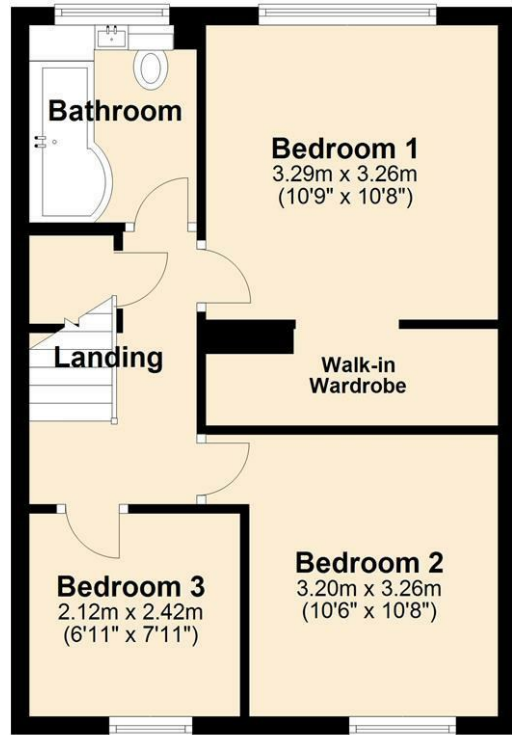 Bathroom
Bedroom 1
3.29m x 3.26m
(10'9" x 10'8")
Landing
Walk-in
Wardrobe
Bedroom 2
3.20m x 3.26m
(10'6" x 10'8")
Bedroom 3
2.12m x 2.42m
(6'11" x 7'11")